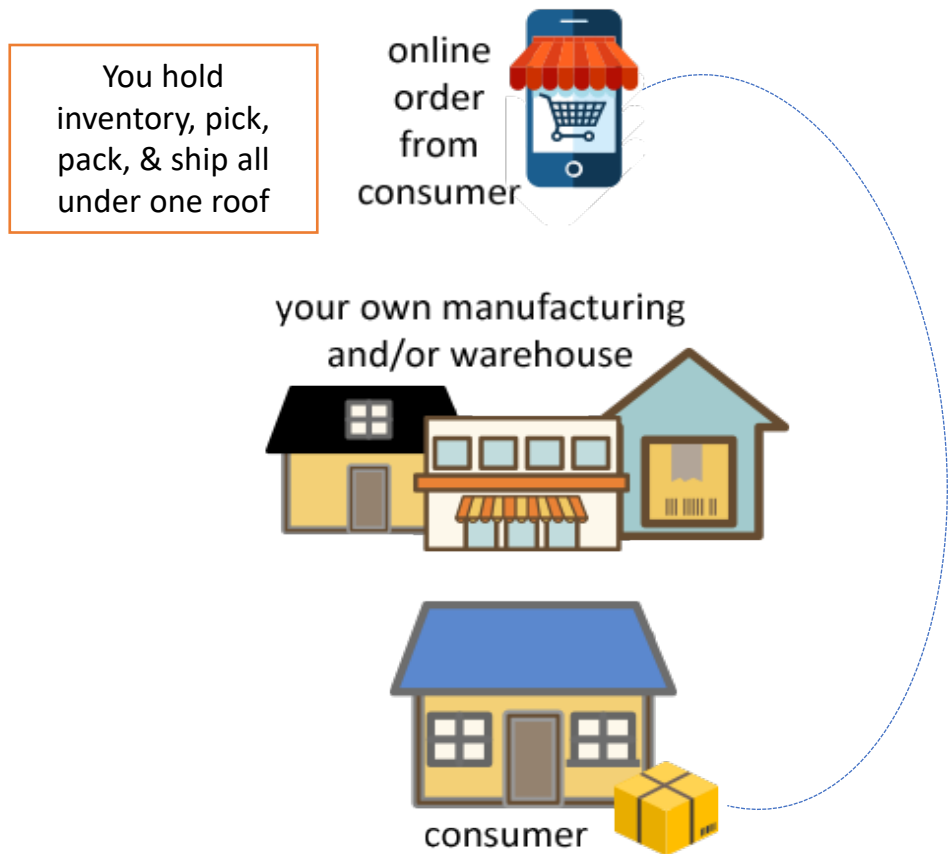 You hold
inventory, pick,
pack, & ship all
under one roof
online
order
from
consumer
your own manufacturing
and/or warehouse
consumer